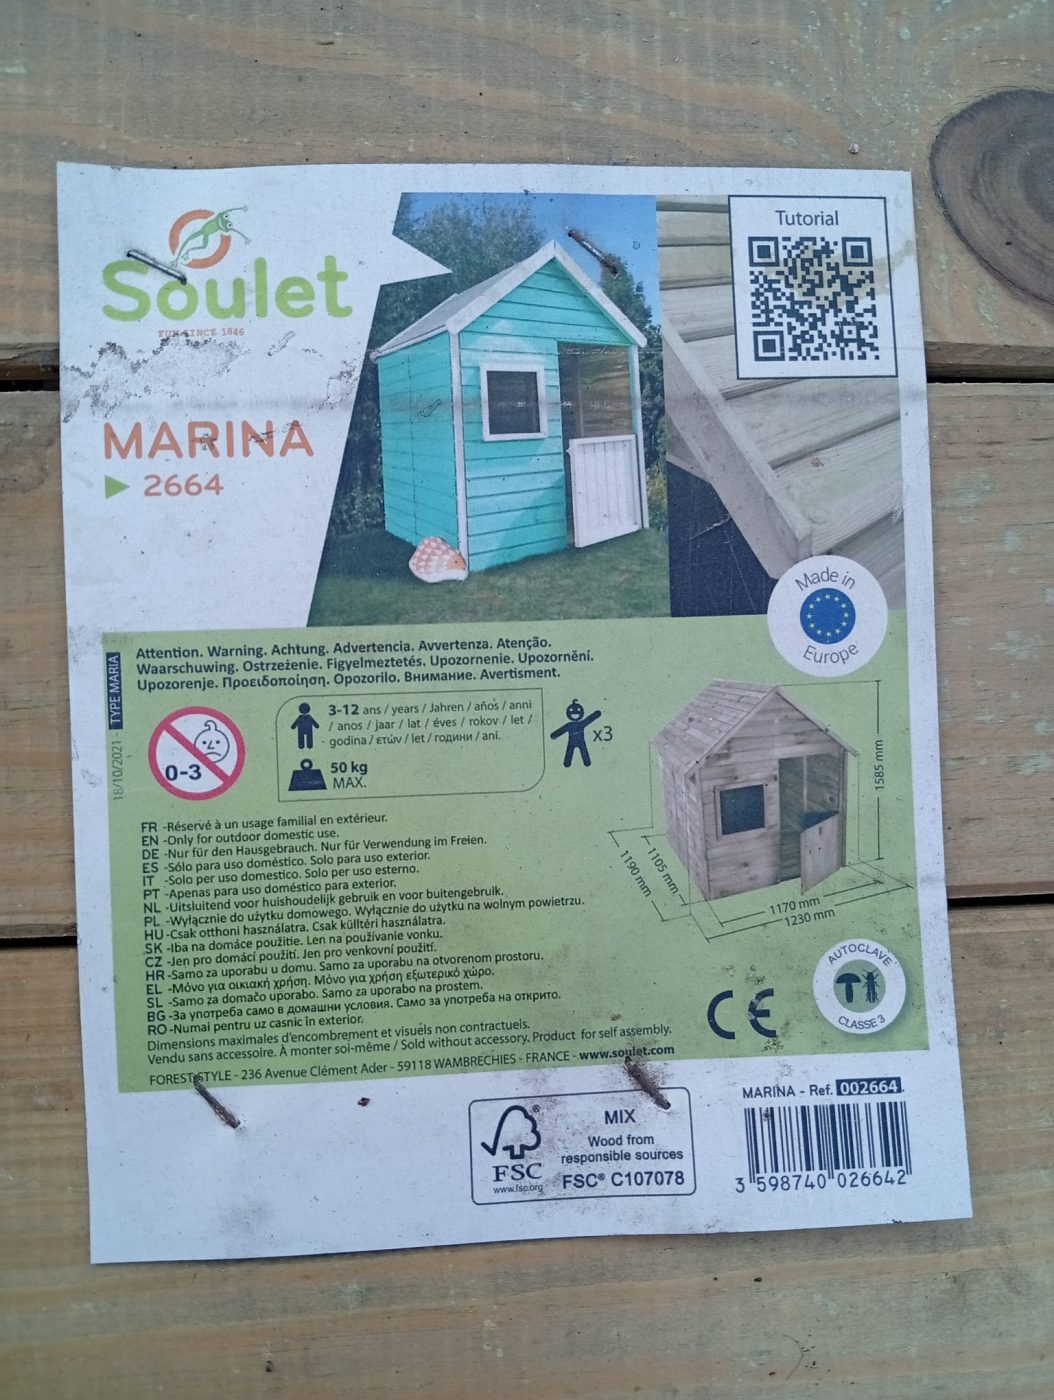 Soulet
FUN SINCE 1846
MARINA
2664
Tutorial
Made in
Europe
Attention. Warning. Achtung. Advertencia. Avvertenza. Atenção.
Waarschuwing. Ostrzeżenie. Figyelmeztetés. Upozornenie. Upozornění.
Upozorenje. Προειδοποίηση. Opozorilo. Внимание. Avertisment.
18/10/2021 - TYPE MARIA
0-3
3-12 ans / years / Jahren / años / anni
/ anos / jaar / lat / éves / rokov / let /
godina / ετών / let / години / ani.
50 kg
MAX.
x3
1585 mm
1105 mm
1190 mm
1170 mm
1230 mm
FR -Réservé à un usage familial en extérieur.
EN -Only for outdoor domestic use.
DE -Nur für den Hausgebrauch. Nur für Verwendung im Freien.
ES -Sólo para uso doméstico. Solo para uso exterior.
IT -Solo per uso domestico. Solo per uso esterno.
PT -Apenas para uso doméstico para exterior.
NL -Uitsluitend voor huishoudelijk gebruik en voor buitengebruik.
PL -Wyłącznie do użytku domowego. Wyłącznie do użytku na wolnym powietrzu.
HU -Csak otthoni használatra. Csak kültéri használatra.
SK -Iba na domáce použitie. Len na používanie vonku.
CZ -Jen pro domácí použití. Jen pro venkovní použití.
HR -Samo za uporabu u domu. Samo za uporabu na otvorenom prostoru.
EL -Μόνο για οικιακή χρήση. Μόνο για χρήση εξωτερικό χώρο.
SL -Samo za domačo uporabo. Samo za uporabo na prostem.
BG -За употреба само в домашни условия. Само за употреба на открито.
RO -Numai pentru uz casnic în exterior.
Dimensions maximales d'encombrement et visuels non contractuels.
Vendu sans accessoire. À monter soi-même / Sold without accessory. Product for self assembly.
FOREST STYLE - 236 Avenue Clément Ader - 59118 WAMBRECHIES - FRANCE - www.soulet.com
CE
AUTOCLAVE
CLASSE 3
FSC
www.fsc.org
MIX
Wood from
responsible sources
FSC® C107078
MARINA - Ref. 002664
3 598740 026642